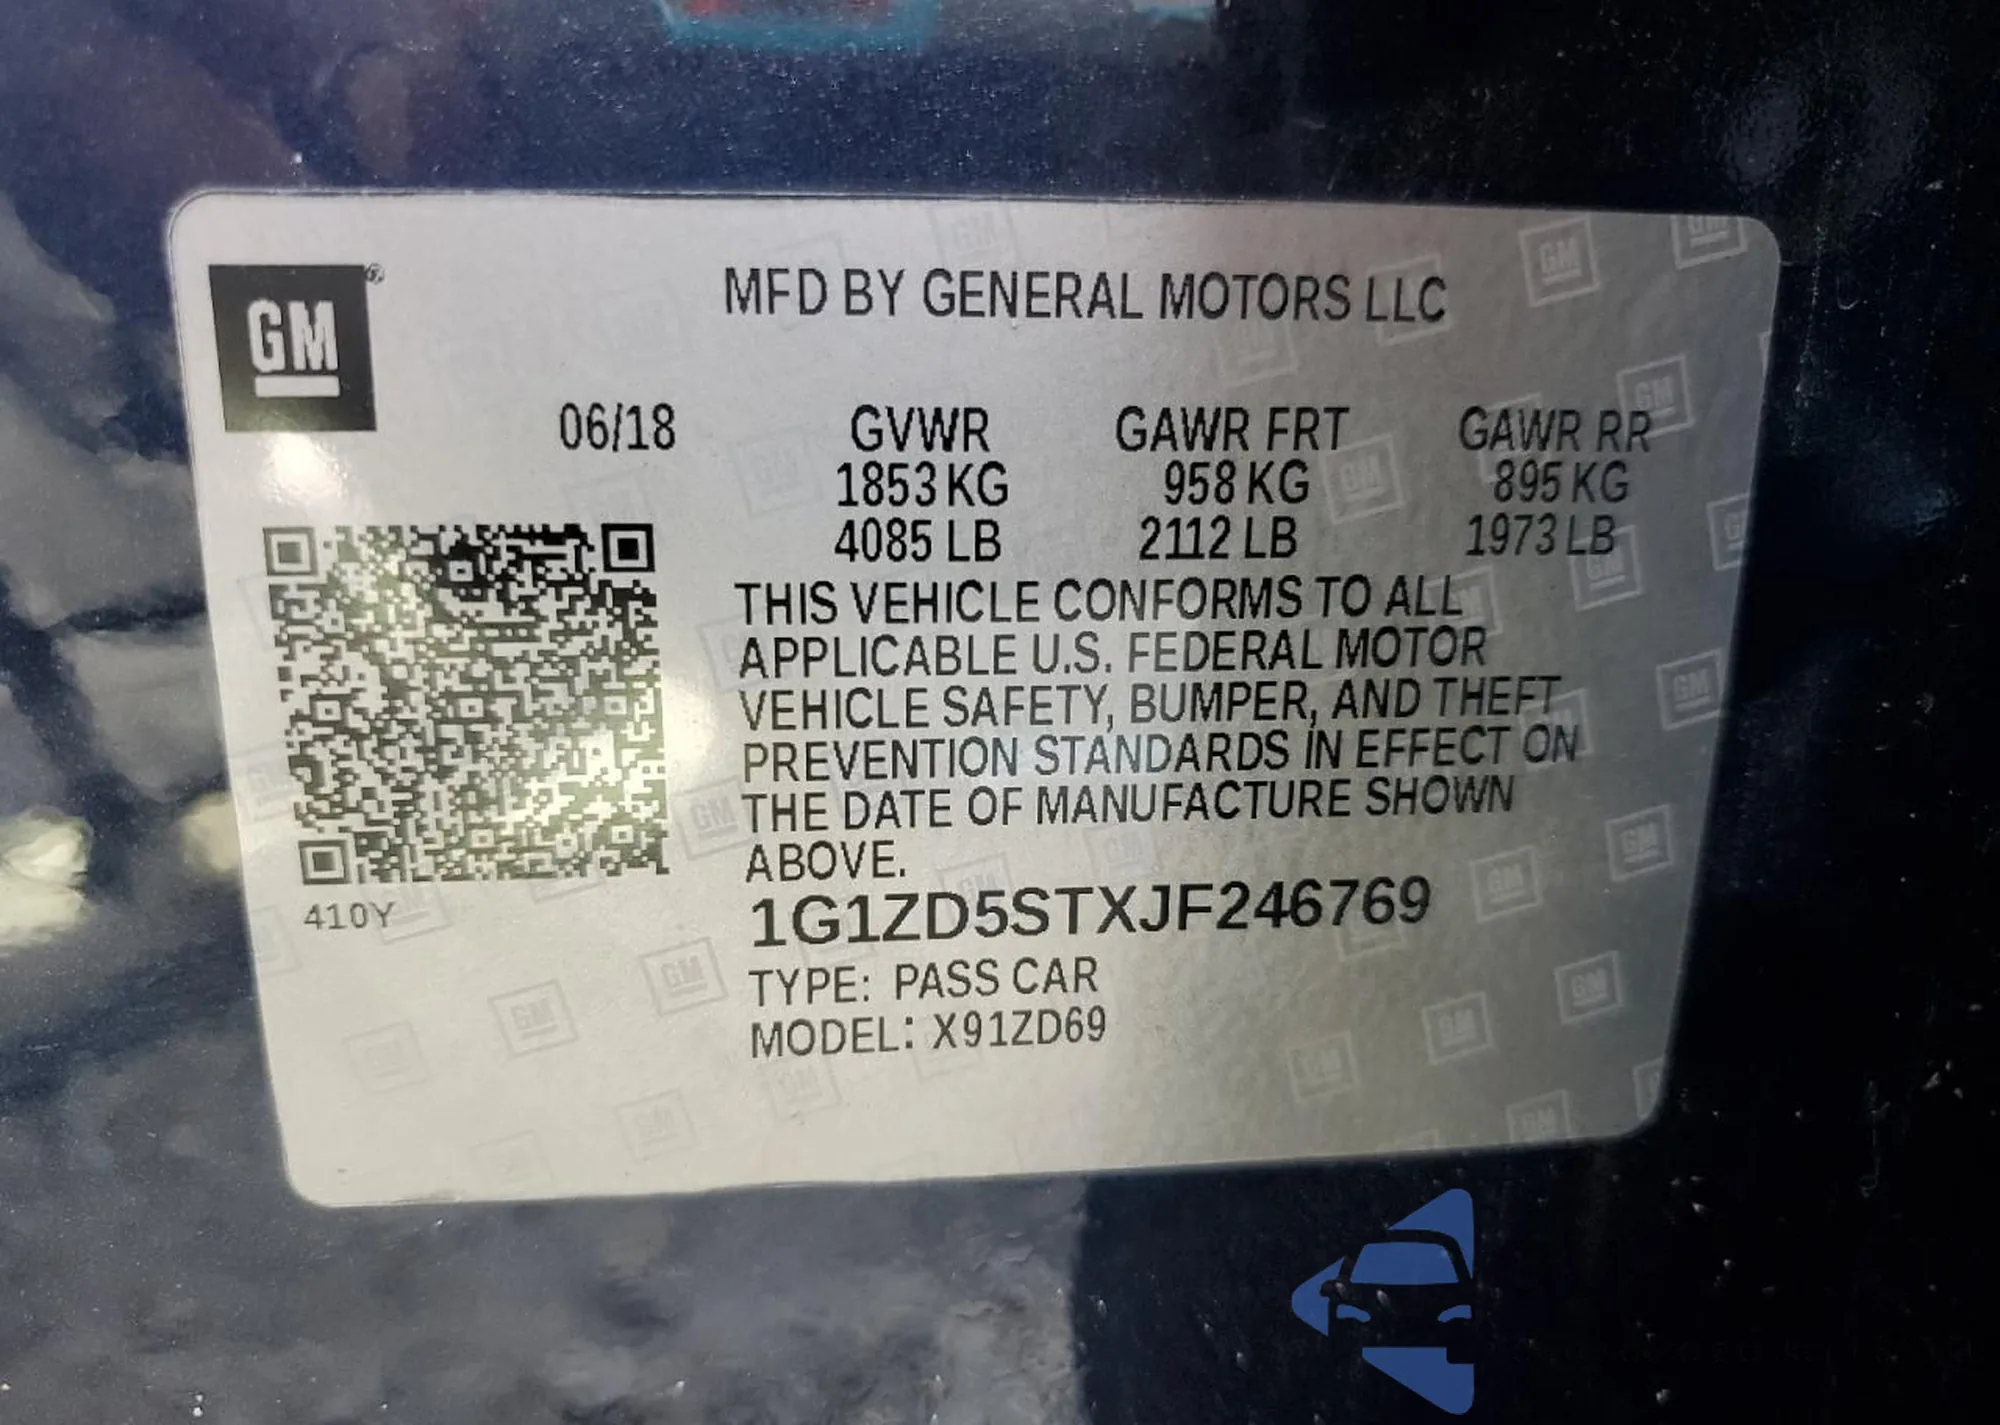 GM
MFD BY GENERAL MOTORS LLC
06/18 GVWR GAWR FRT GAWR RR
1853 KG 958 KG 895 KG
4085 LB 2112 LB 1973 LB
THIS VEHICLE CONFORMS TO ALL
APPLICABLE U.S. FEDERAL MOTOR
VEHICLE SAFETY, BUMPER, AND THEFT
PREVENTION STANDARDS IN EFFECT ON
THE DATE OF MANUFACTURE SHOWN
ABOVE.
410Y
1G1ZD5STXJF246769
TYPE: PASS CAR
MODEL: X91ZD69